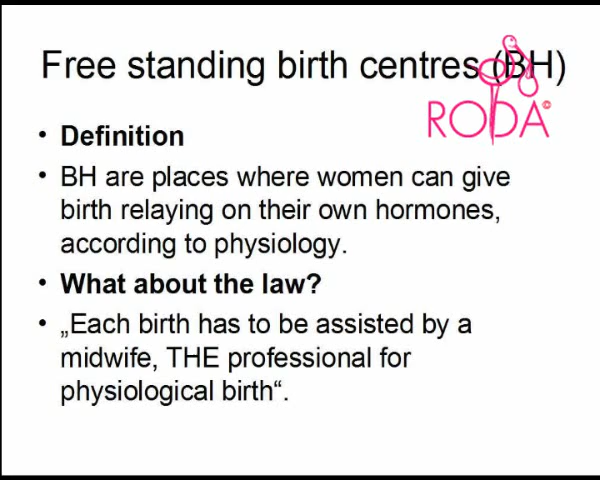 Free standing birth centres (BH)
RODA©
• Definition
• BH are places where women can give
birth relaying on their own hormones,
according to physiology.
• What about the law?
• „Each birth has to be assisted by a
midwife, THE professional for
physiological birth“.